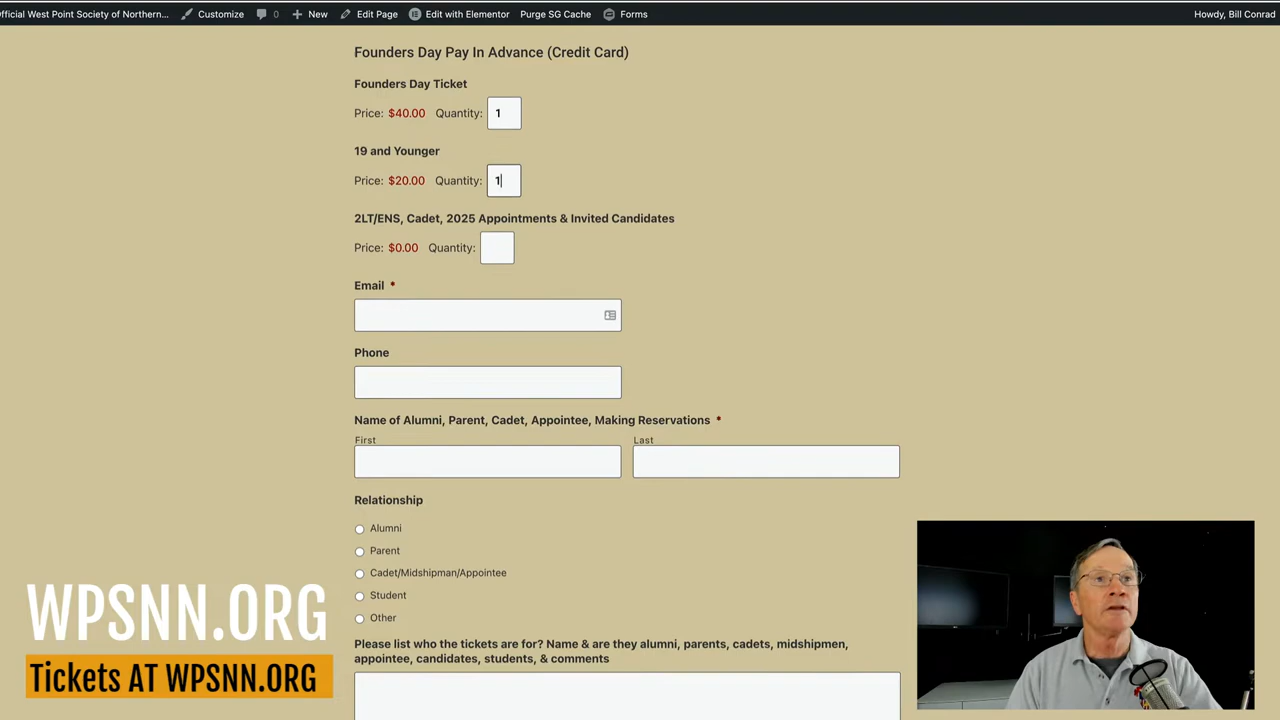 fficial West Point Society of Northern... Customize 0 New Edit Page Edit with Elementor Purge SG Cache Forms Howdy, Bill Conrad
Founders Day Pay In Advance (Credit Card)
Founders Day Ticket
Price: $40.00 Quantity: 1
19 and Younger
Price: $20.00 Quantity: 1
2LT/ENS, Cadet, 2025 Appointments & Invited Candidates
Price: $0.00 Quantity:
Email *
Phone
Name of Alumni, Parent, Cadet, Appointee, Making Reservations *
First Last
Relationship
Alumni
Parent
Cadet/Midshipman/Appointee
Student
Other
Please list who the tickets are for? Name & are they alumni, parents, cadets, midshipmen,
appointee, candidates, students, & comments
WPSNN.ORG
Tickets AT WPSNN.ORG